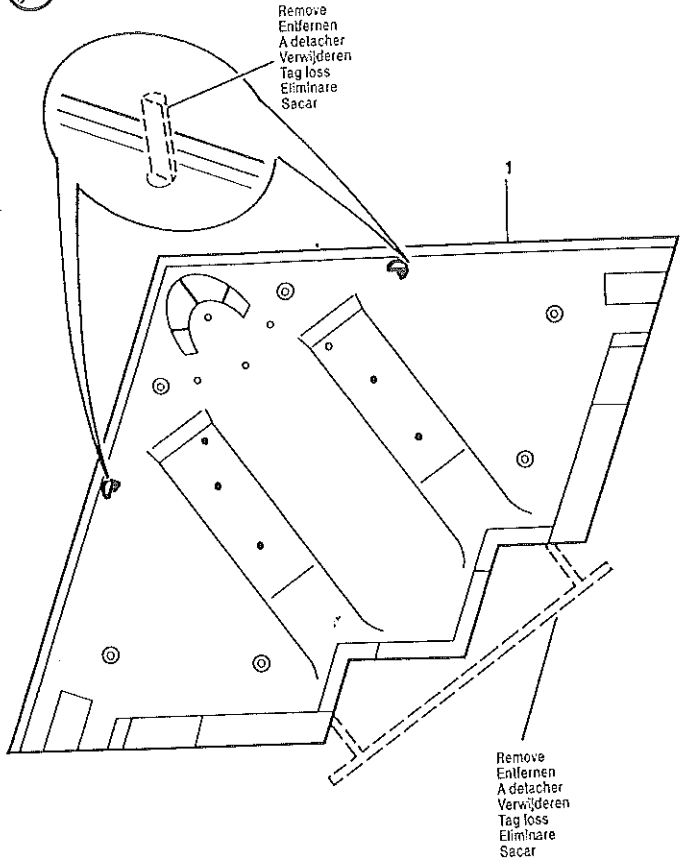 Remove
Entfernen
A detacher
Verwijderen
Tag loss
Eliminare
Sacar
1
Remove
Entfernen
A detacher
Verwijderen
Tag loss
Eliminare
Sacar